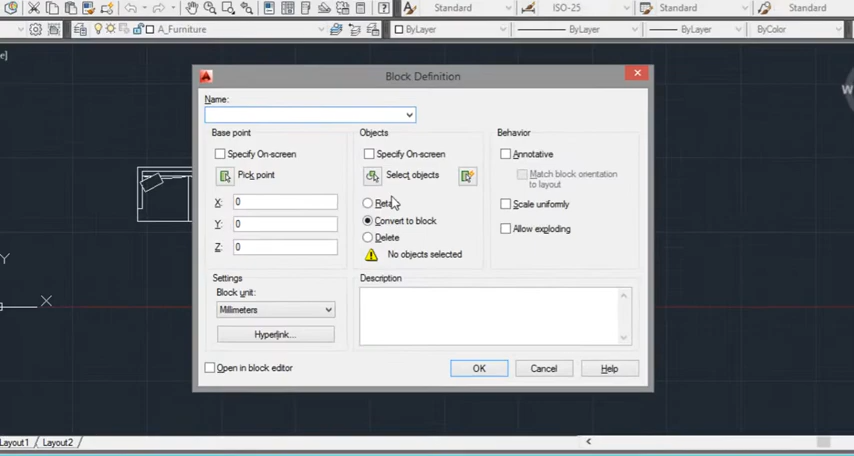 Standard ISO-25 Standard Standard
A_Furniture ByLayer ByLayer ByLayer ByColor
e]
Block Definition
W
Name:
Base point Objects Behavior
Specify On-screen Specify On-screen Annotative
Pick point Select objects Match block orientation
to layout
X: 0 Scale uniformly
Y: 0 Convert to block Allow exploding
Z: 0 Delete
No objects selected
Y
Settings Description
Block unit:
X
Millimeters
Hyperlink...
Open in block editor OK Cancel Help
Layout1 Layout2